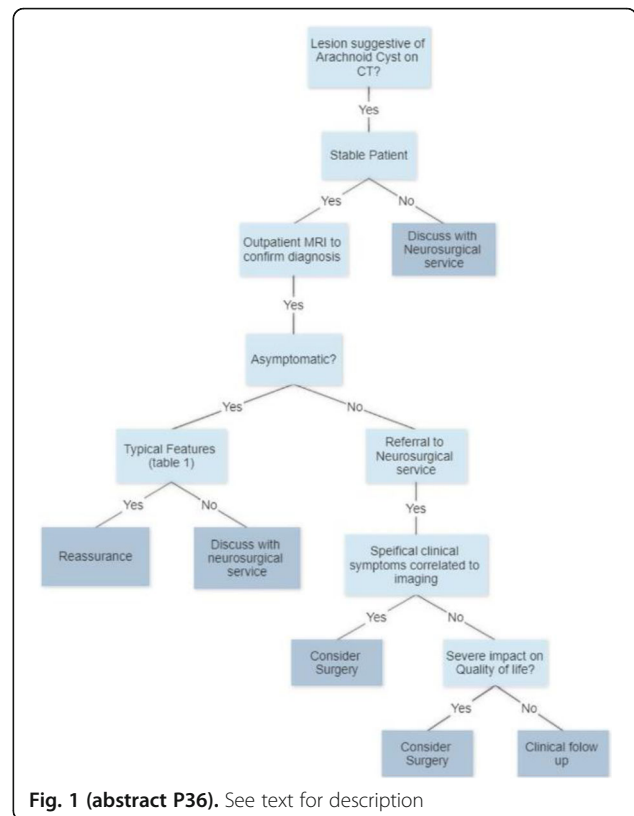 Lesion suggestive of
Arachnoid Cyst on
CT?
Yes
Stable Patient
Yes
No
Outpatient MRI to
confirm diagnosis
Discuss with
Neurosurgical
service
Yes
Asymptomatic?
Yes
No
Typical Features
(table 1)
Referral to
Neurosurgical
service
Yes
No
Yes
Reassurance
Discuss with
neurosurgical
service
Speifical clinical
symptoms correlated to
imaging
Yes
No
Consider
Surgery
Severe impact on
Quality of life?
Yes
No
Consider
Surgery
Clinical folow
up
Fig. 1 (abstract P36). See text for description